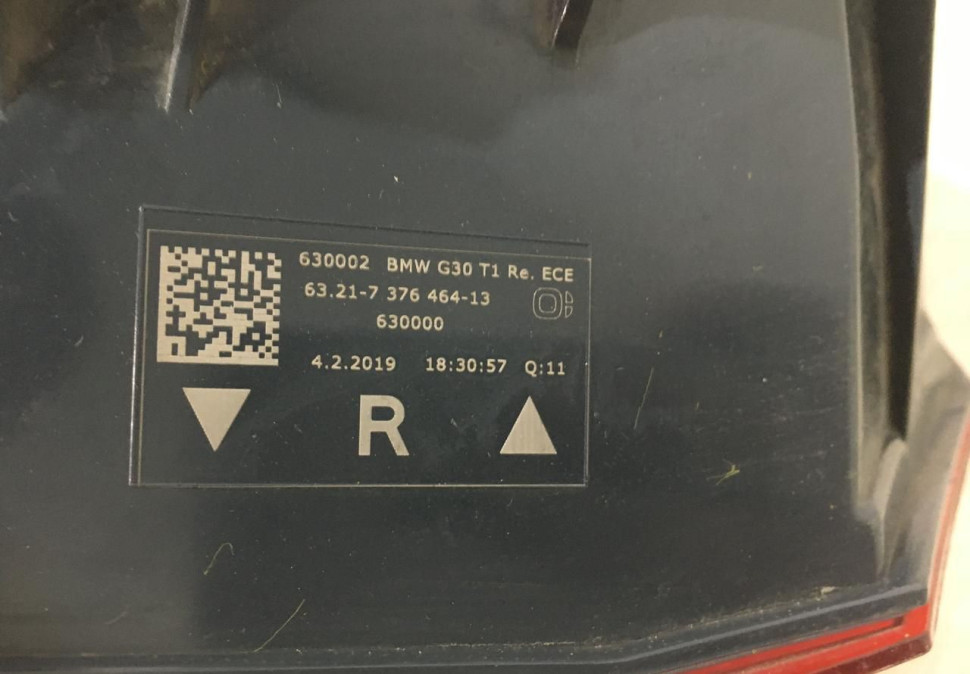 630002 BMW G30 T1 Re. ECE
63.21-7 376 464-13
630000
4.2.2019 18:30:57 Q:11
R